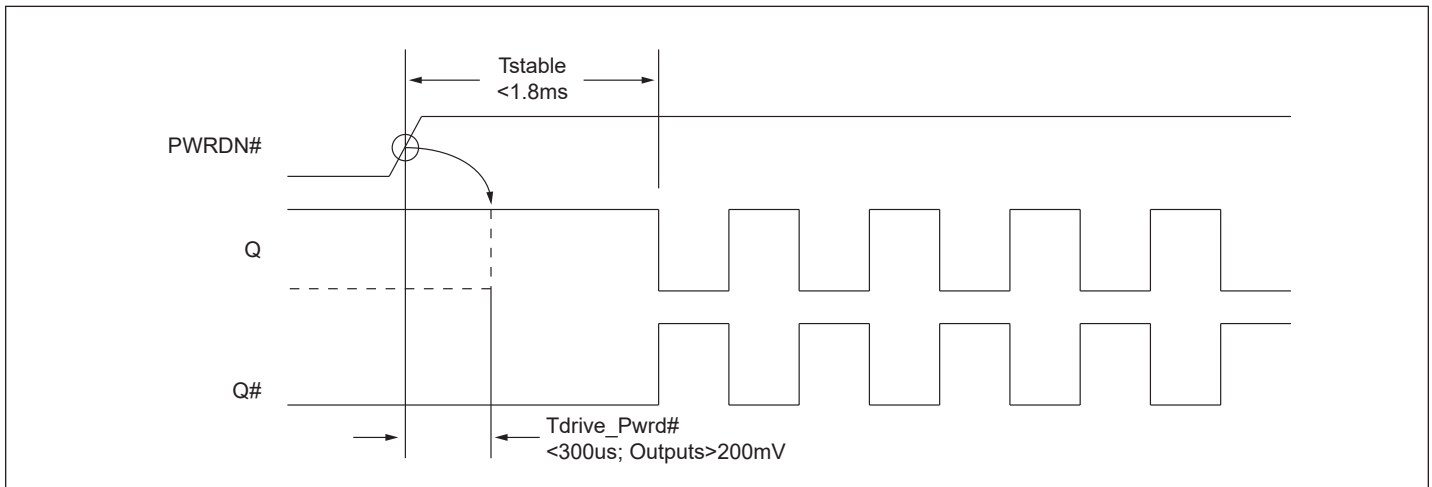 Tstable
<1.8ms
PWRDN#
Q
Q#
Tdrive_Pwrd#
<300us; Outputs>200mV